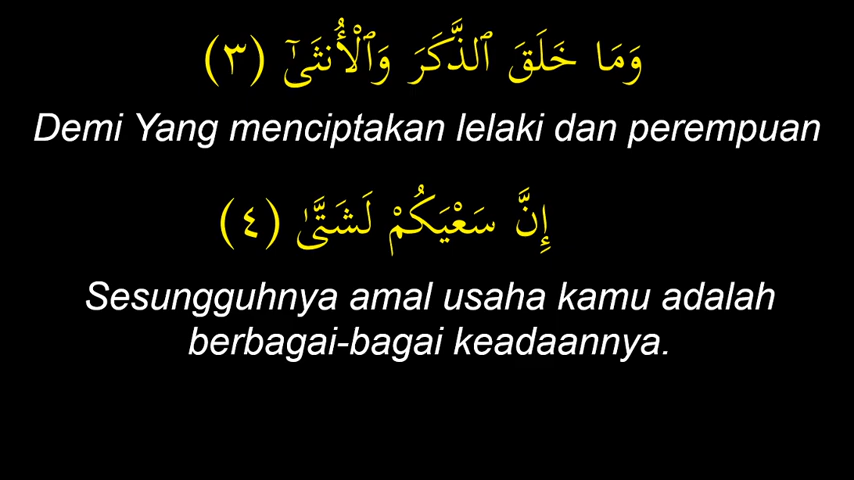 وَمَا خَلَقَ ٱلذَّكَرَ وَٱلْأُنثَىٰٓ (٣)
Demi Yang menciptakan lelaki dan perempuan
إِنَّ سَعْيَكُمْ لَشَتَّىٰ (٤)
Sesungguhnya amal usaha kamu adalah
berbagai-bagai keadaannya.